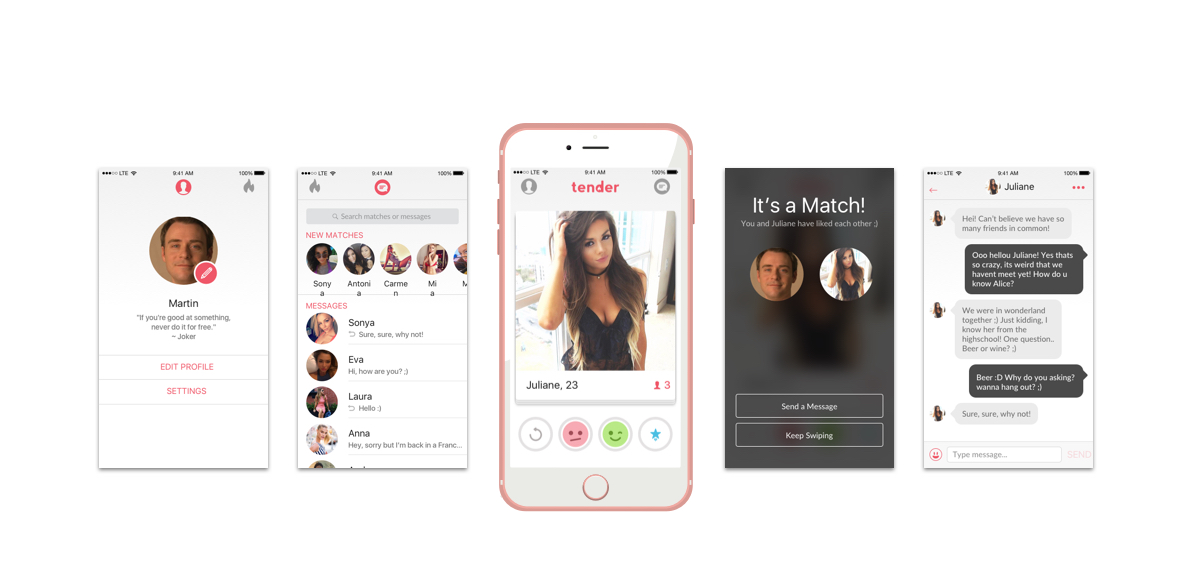 ●●●○○ LTE 9:41 AM 100%
Martin
"If you're good at something,
never do it for free."
~ Joker
EDIT PROFILE
SETTINGS
●●●○○ LTE 9:41 AM 100%
Search matches or messages
NEW MATCHES
Sony
a
Antoni
a
Carme
n
Mi
a
M
MESSAGES
Sonya
Sure, sure, why not!
Eva
Hi, how are you? ;)
Laura
Hello :)
Anna
Hey, sorry but I'm back in a Franc...
●●●○○ LTE 9:41 AM 100%
tender
Juliane, 23
3
It's a Match!
You and Juliane have liked each other ;)
Send a Message
Keep Swiping
●●●○○ LTE 9:41 AM 100%
← Juliane
Hei! Can't believe we have so
many friends in common!
Ooo hellou Juliane! Yes thats
so crazy, its weird that we
havent meet yet! How do u
know Alice?
We were in wonderland
together ;) Just kidding, I
know her from the
highschool! One question..
Beer or wine? ;)
Beer :D Why do you asking?
wanna hang out? ;)
Sure, sure, why not!
Type message...
SEND